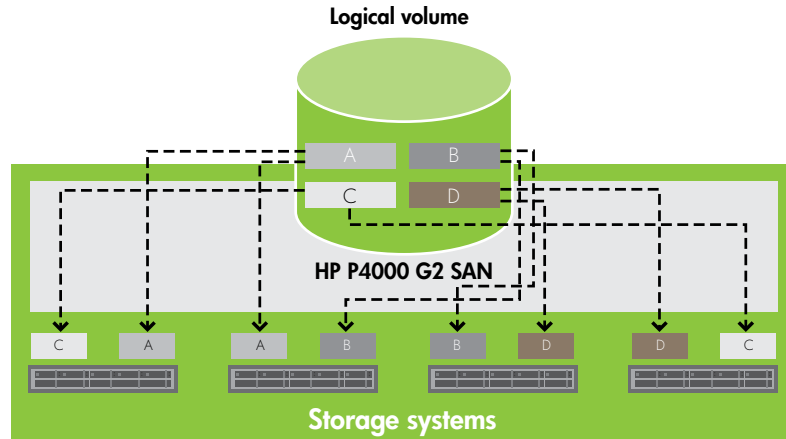 Logical volume
A B
C D
HP P4000 G2 SAN
C A A B B D D C
Storage systems